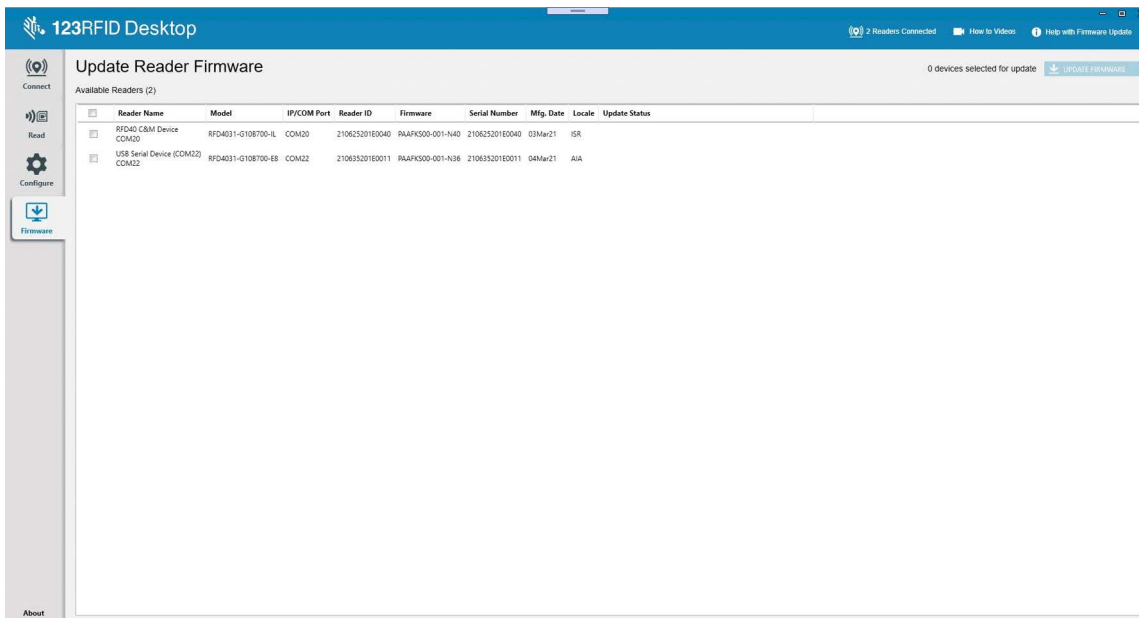 123RFID Desktop
2 Readers Connected
How to Videos
Help with Firmware Update
Connect
Read
Configure
Firmware
About
Update Reader Firmware
0 devices selected for update
UPDATE FIRMWARE
Available Readers (2)
Reader Name Model IP/COM Port Reader ID Firmware Serial Number Mfg. Date Locale Update Status
RFD40 C&M Device COM20 RFD4031-G10B700-IL COM20 210625201E0040 PAAFKS00-001-N40 210625201E0040 03Mar21 ISR
USB Serial Device (COM22) COM22 RFD4031-G10B700-E8 COM22 210635201E0011 PAAFKS00-001-N36 210635201E0011 04Mar21 AIA